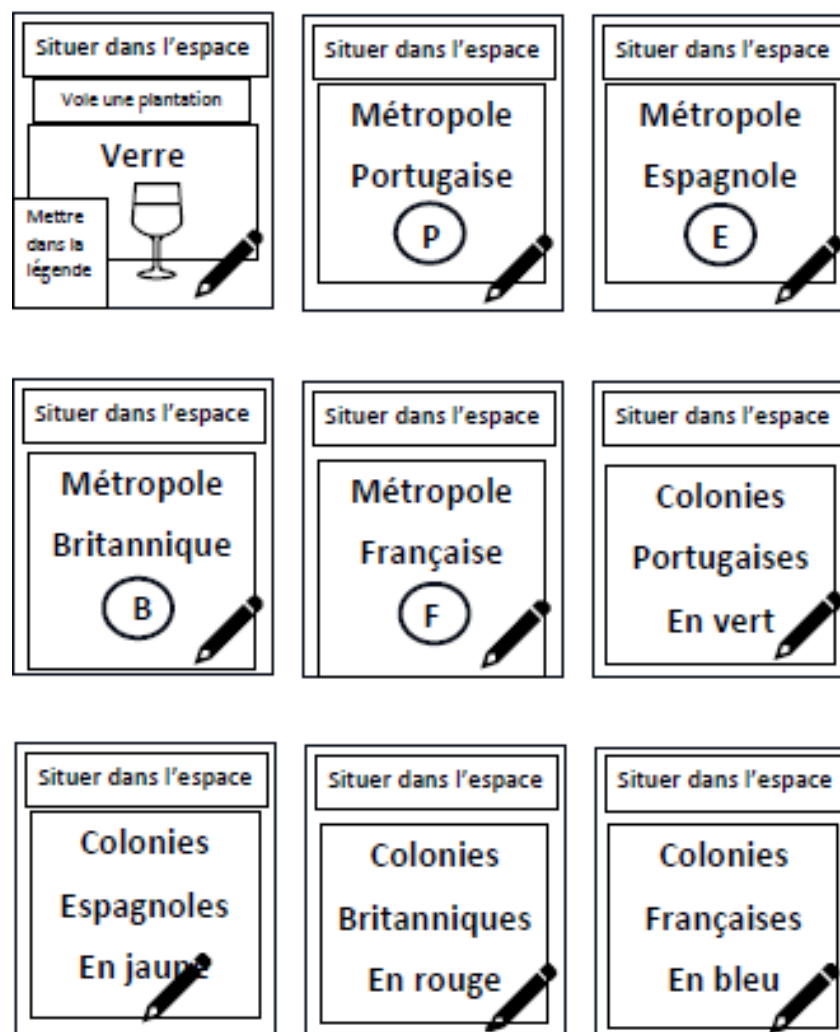 Situer dans l'espace
Vole une plantation
Verre
Mettre
dans la
légende
Situer dans l'espace
Métropole
Portugaise
P
Situer dans l'espace
Métropole
Espagnole
E
Situer dans l'espace
Métropole
Britannique
B
Situer dans l'espace
Métropole
Française
F
Situer dans l'espace
Colonies
Portugaises
En vert
Situer dans l'espace
Colonies
Espagnoles
En jaune
Situer dans l'espace
Colonies
Britanniques
En rouge
Situer dans l'espace
Colonies
Françaises
En bleu